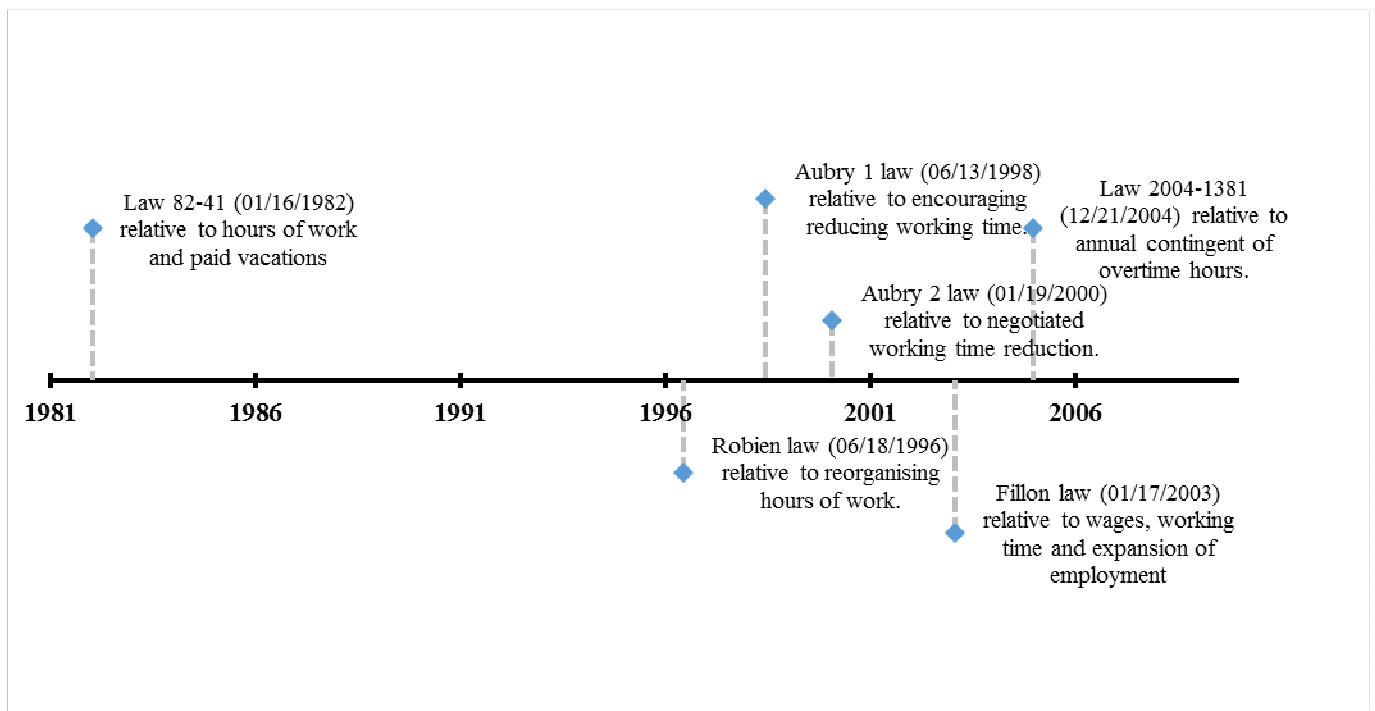 Law 82-41 (01/16/1982)
relative to hours of work
and paid vacations
Aubry 1 law (06/13/1998)
relative to encouraging
reducing working time.
Law 2004-1381
(12/21/2004) relative to
annual contingent of
overtime hours.
Aubry 2 law (01/19/2000)
relative to negotiated
working time reduction.
1981
1986
1991
1996
2001
2006
Robien law (06/18/1996)
relative to reorganising
hours of work.
Fillon law (01/17/2003)
relative to wages, working
time and expansion of
employment